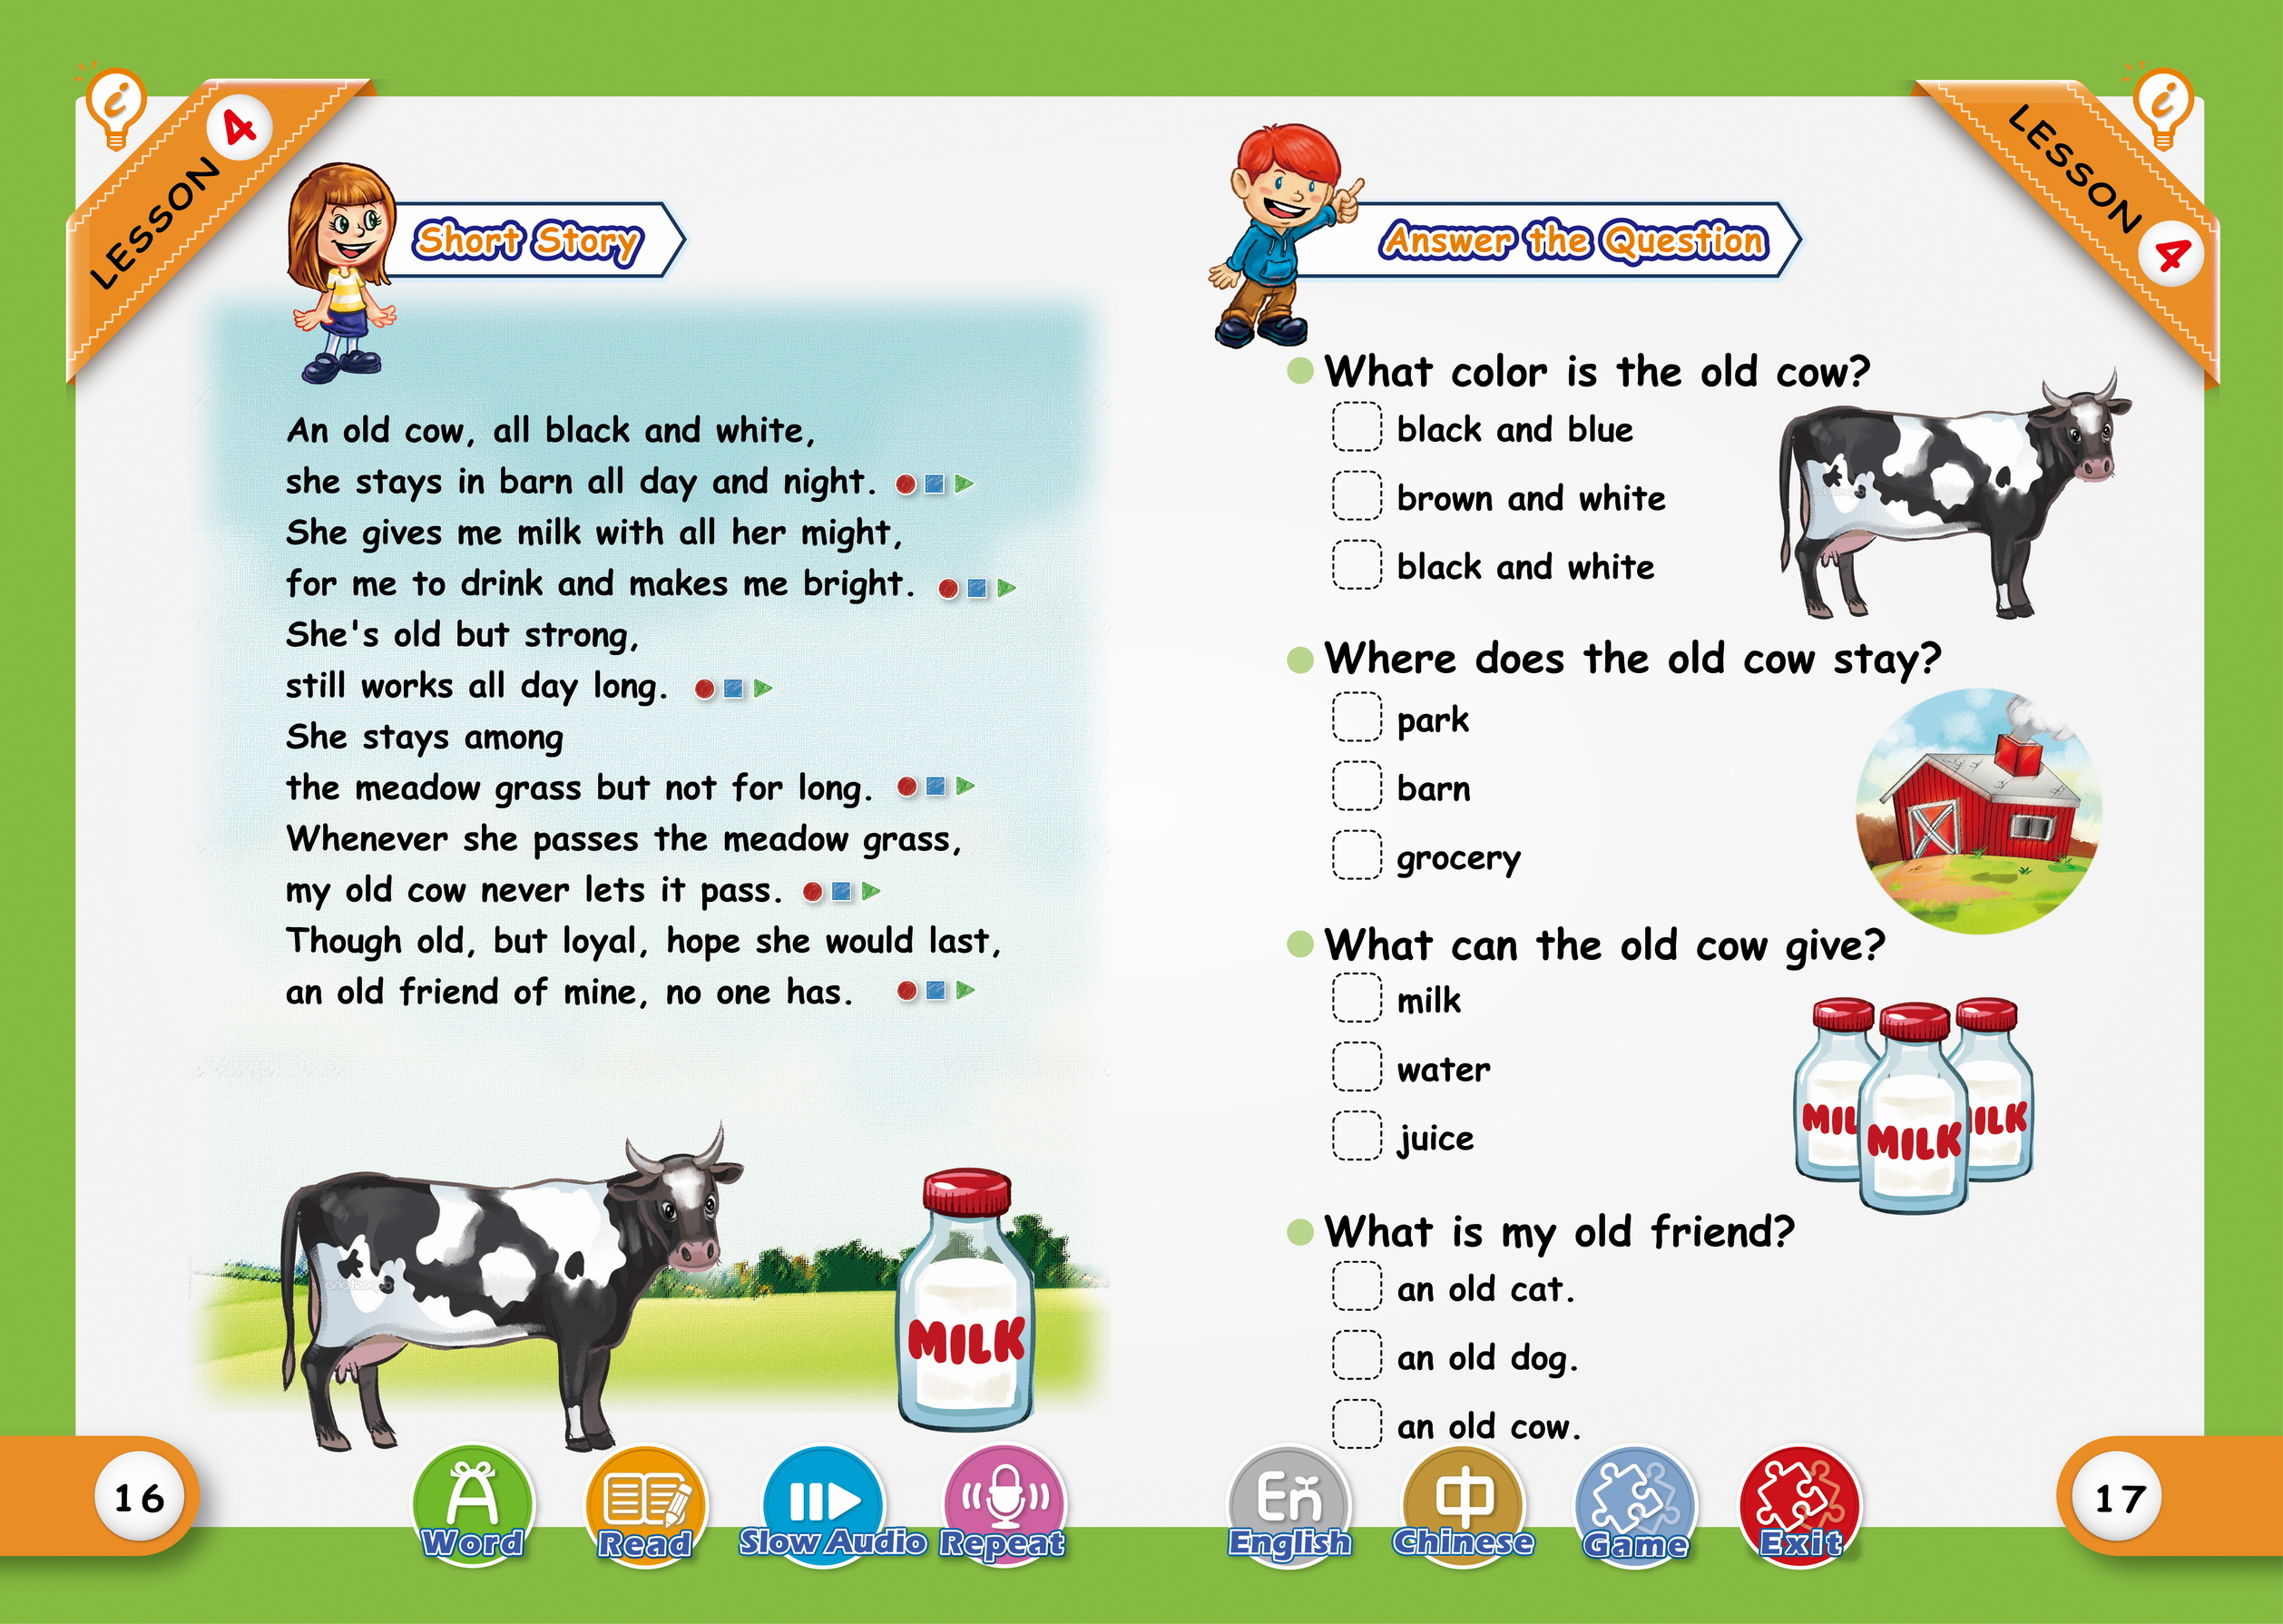 LESSON 4
Short Story
An old cow, all black and white,
she stays in barn all day and night.
She gives me milk with all her might,
for me to drink and makes me bright.
She's old but strong,
still works all day long.
She stays among
the meadow grass but not for long.
Whenever she passes the meadow grass,
my old cow never lets it pass.
Though old, but loyal, hope she would last,
an old friend of mine, no one has.
MILK
16
Word
Read
Slow Audio
Repeat
LESSON 4
Answer the Question
What color is the old cow?
black and blue
brown and white
black and white
Where does the old cow stay?
park
barn
grocery
What can the old cow give?
milk
water
juice
MIL
MILK
ILK
What is my old friend?
an old cat.
an old dog.
an old cow.
En
English
中
Chinese
Game
Exit
17